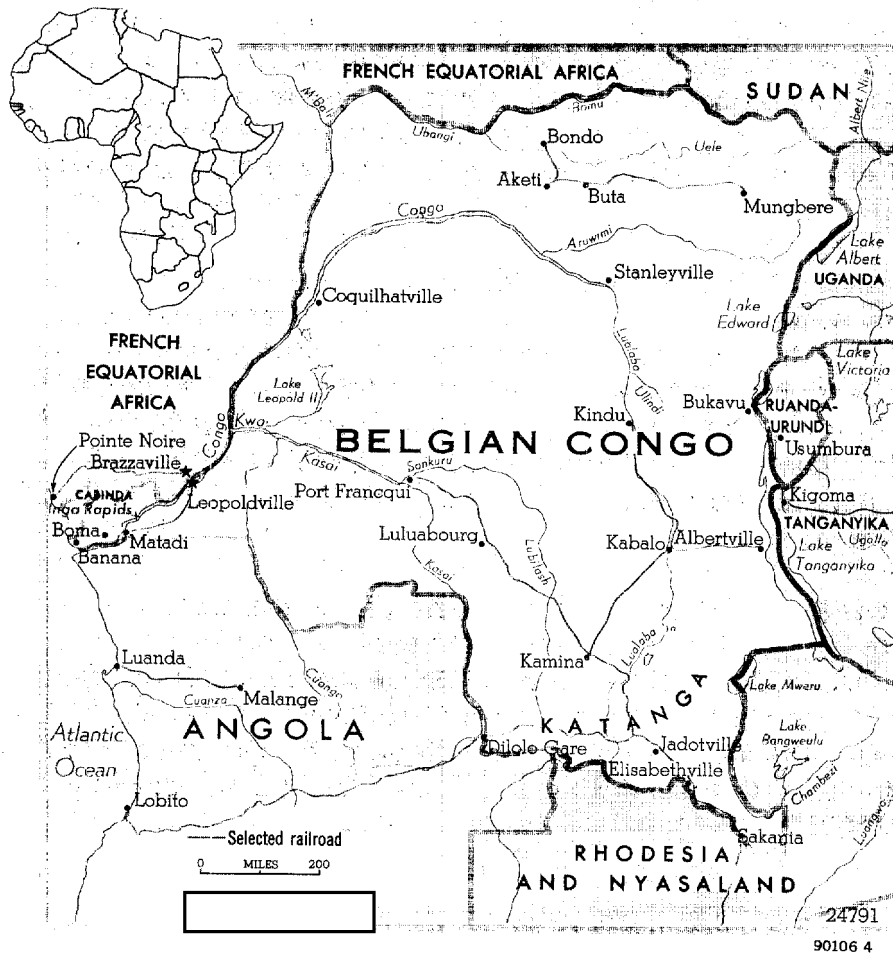 FRENCH EQUATORIAL AFRICA
SUDAN
Albert Nile
M'Bali
Ubangi
Bomu
Bondo
Uele
Aketi
Buta
Mungbere
Congo
Aruwimi
Lake
Albert
Stanleyville
UGANDA
Coquilhatville
Lake
Edward
FRENCH
EQUATORIAL
AFRICA
Lualaba
Lake
Victoria
Lake
Leopold II
Ulindi
Bukavu
RUANDA-
URUNDI
Kindu
Congo
Kwa
BELGIAN CONGO
Usumbura
Pointe Noire
Brazzaville
Kasai
Sankuru
CABINDA
Leopoldville
Port Francqui
Kigoma
Rapids
Boma
Matadi
Banana
Luluabourg
Kabalo
Albertville
TANGANYIKA
Ugalla
Lake
Tanganyika
Lubilash
Kasai
Luanda
Kamina
Lualaba
Cuango
Malange
Cuanza
Lake Mweru
KATANGA
ANGOLA
Atlantic
Ocean
Dilolo Gare
Jadotville
Lake
Bangweulu
Elisabethville
Chambezi
Lobito
Luangwa
Selected railroad
Sakania
0 MILES 200
RHODESIA
AND NYASALAND
24791
90106 4